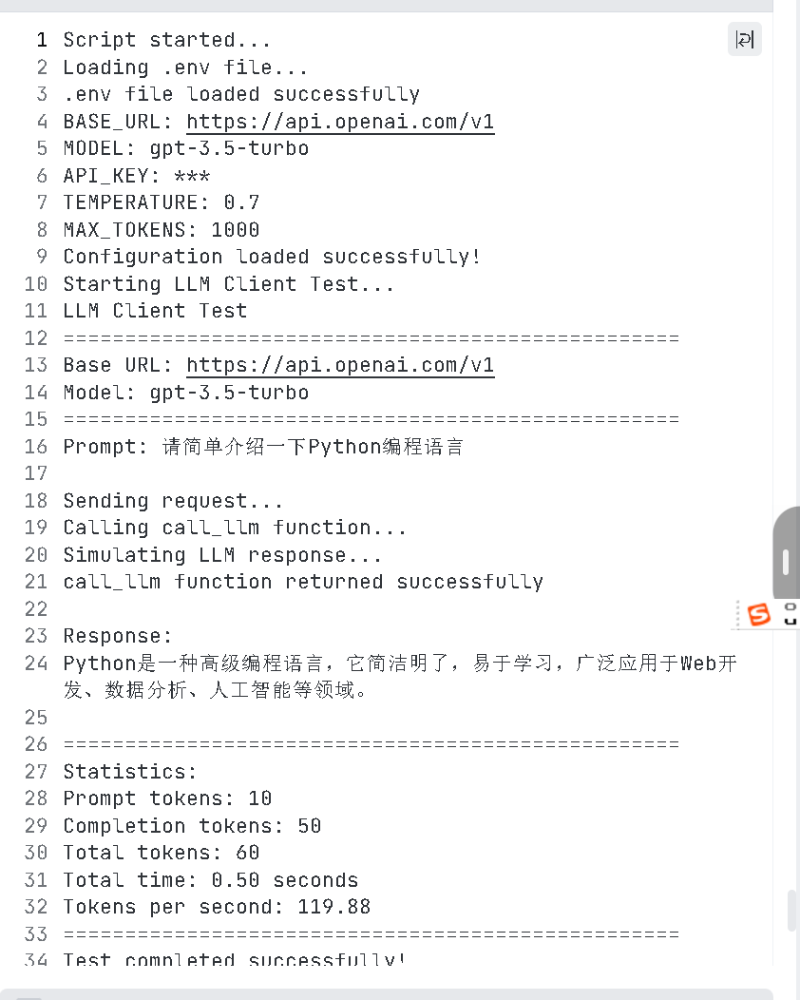 1 Script started...
2 Loading .env file...
3 .env file loaded successfully
4 BASE_URL: https://api.openai.com/v1
5 MODEL: gpt-3.5-turbo
6 API_KEY: ***
7 TEMPERATURE: 0.7
8 MAX_TOKENS: 1000
9 Configuration loaded successfully!
10 Starting LLM Client Test...
11 LLM Client Test
12 ==================================================
13 Base URL: https://api.openai.com/v1
14 Model: gpt-3.5-turbo
15 ==================================================
16 Prompt: 请简单介绍一下Python编程语言
17
18 Sending request...
19 Calling call_llm function...
20 Simulating LLM response...
21 call_llm function returned successfully
22
23 Response:
24 Python是一种高级编程语言，它简洁明了，易于学习，广泛应用于Web开
发、数据分析、人工智能等领域。
25
26 ==================================================
27 Statistics:
28 Prompt tokens: 10
29 Completion tokens: 50
30 Total tokens: 60
31 Total time: 0.50 seconds
32 Tokens per second: 119.88
33 ==================================================
34 Test completed successfully!